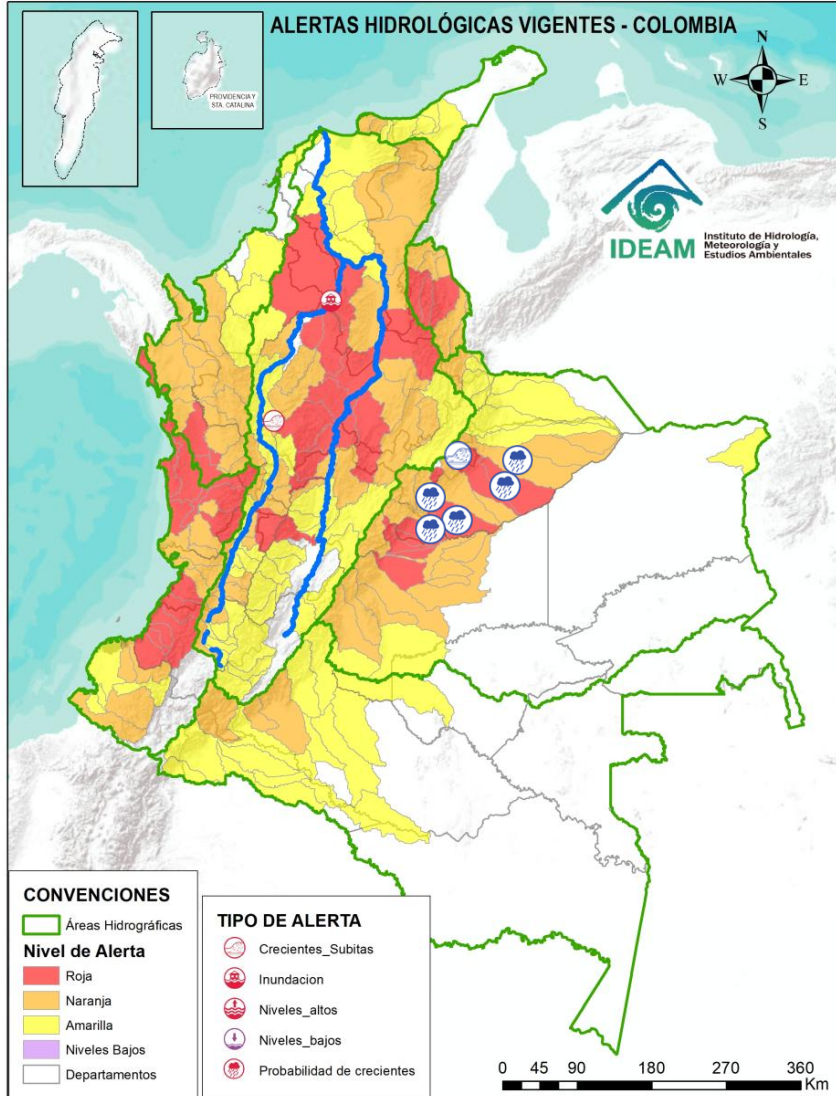 ALERTAS HIDROLÓGICAS VIGENTES - COLOMBIA
PROVIDENCIA Y
STA. CATALINA
N
W
E
S
IDEAM
Instituto de Hidrología,
Meteorología y
Estudios Ambientales
CONVENCIONES
Áreas Hidrográficas
Nivel de Alerta
Roja
Naranja
Amarilla
Niveles Bajos
Departamentos
TIPO DE ALERTA
Crecientes_Subitas
Inundacion
Niveles_altos
Niveles_bajos
Probabilidad de crecientes
0 45 90 180 270 360
Km